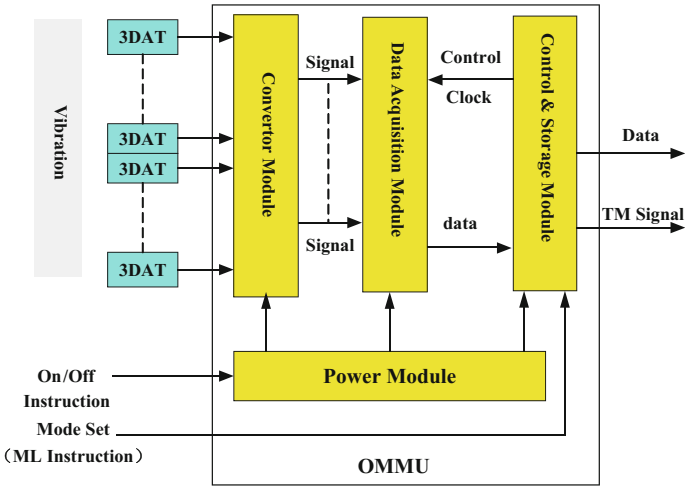 3DAT
Vibration
3DAT
3DAT
3DAT
Convertor Module
Signal
Signal
Data Acquisition Module
Control
Clock
data
Control & Storage Module
Data
TM Signal
On/Off
Instruction
Power Module
Mode Set
（ML Instruction）
OMMU